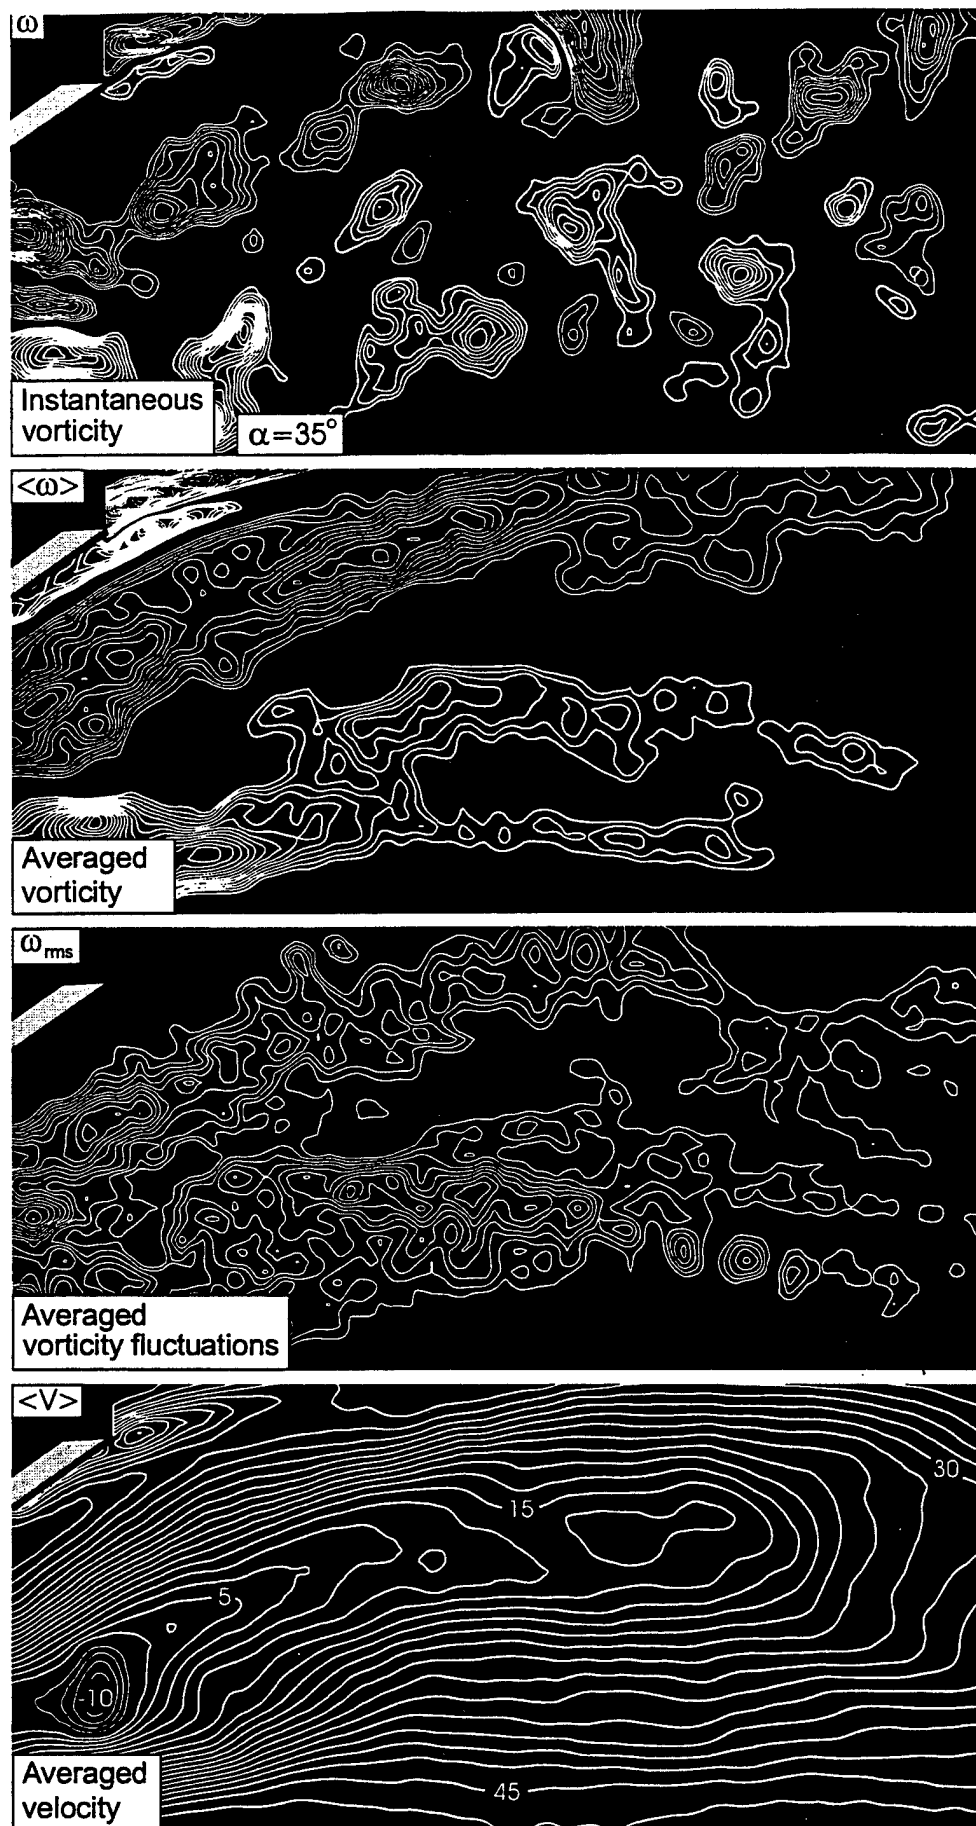 ω
Instantaneous
vorticity
α=35°
<ω>
Averaged
vorticity
ω_rms
Averaged
vorticity fluctuations
<V>
30
15
5
-10
45
Averaged
velocity